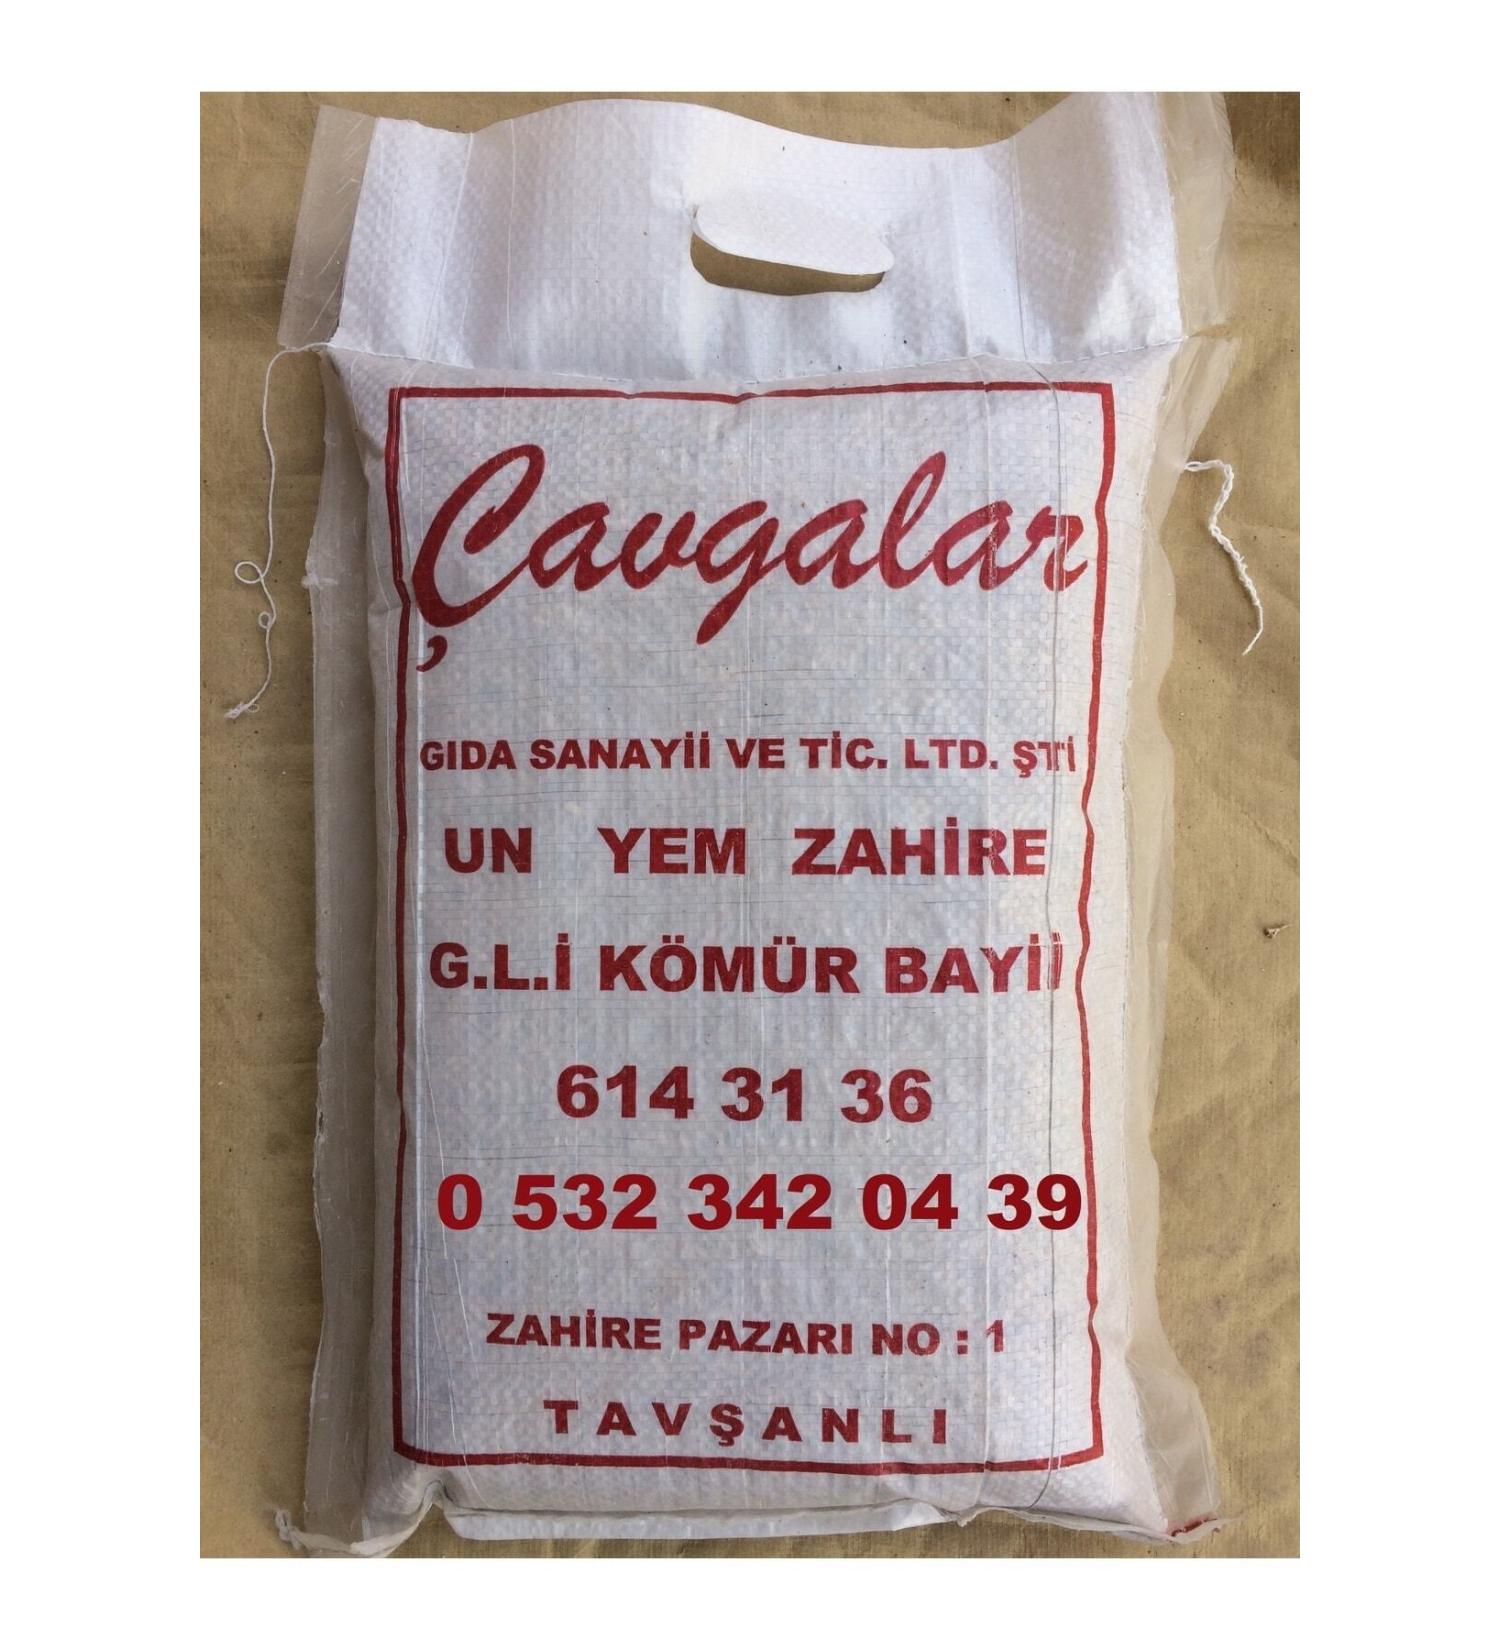 Çavgalar
GIDA SANAYİİ VE TİC. LTD. ŞTİ
UN YEM ZAHİRE
G.L.İ KÖMÜR BAYİİ
614 31 36
0 532 342 04 39
ZAHİRE PAZARI NO : 1
TAVŞANLI